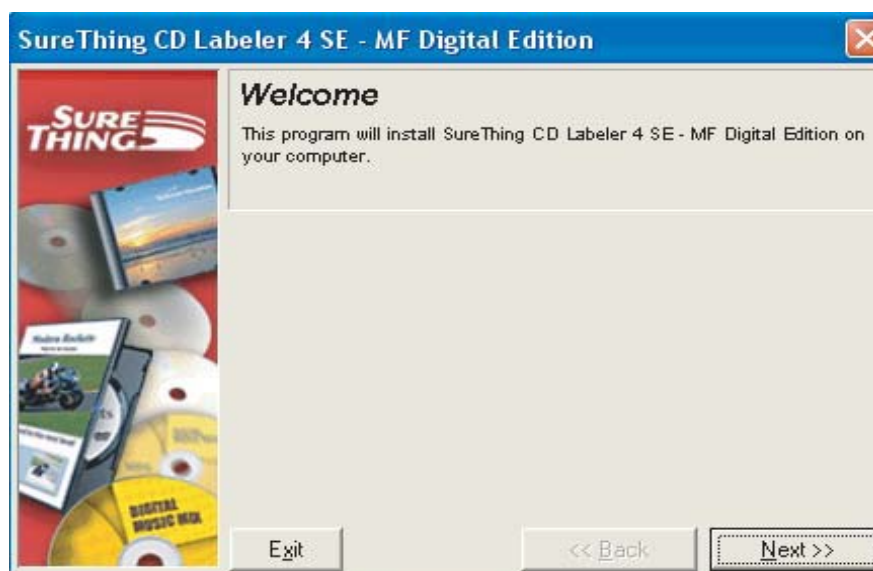 SureThing CD Labeler 4 SE - MF Digital Edition
SURE
THING
Welcome
This program will install SureThing CD Labeler 4 SE - MF Digital Edition on
your computer.
DIGITAL
MUSIC MIX
Exit
<< Back
Next >>